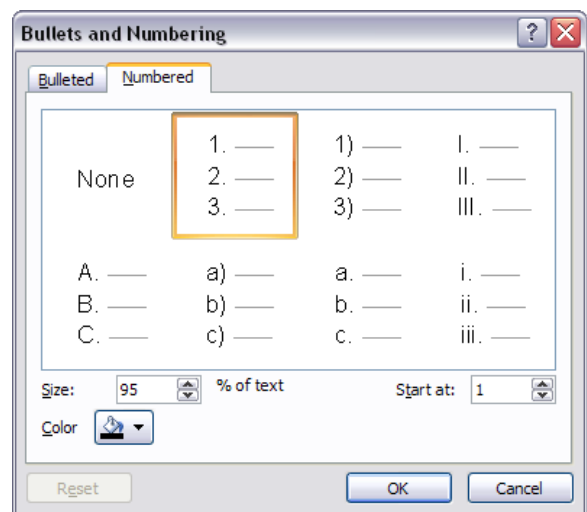 Bullets and Numbering
Bulleted Numbered
None
1.
2.
3.
1)
2)
3)
I.
II.
III.
A.
B.
C.
a)
b)
c)
a.
b.
c.
i.
ii.
iii.
Size: 95 % of text Start at: 1
Color
Reset OK Cancel